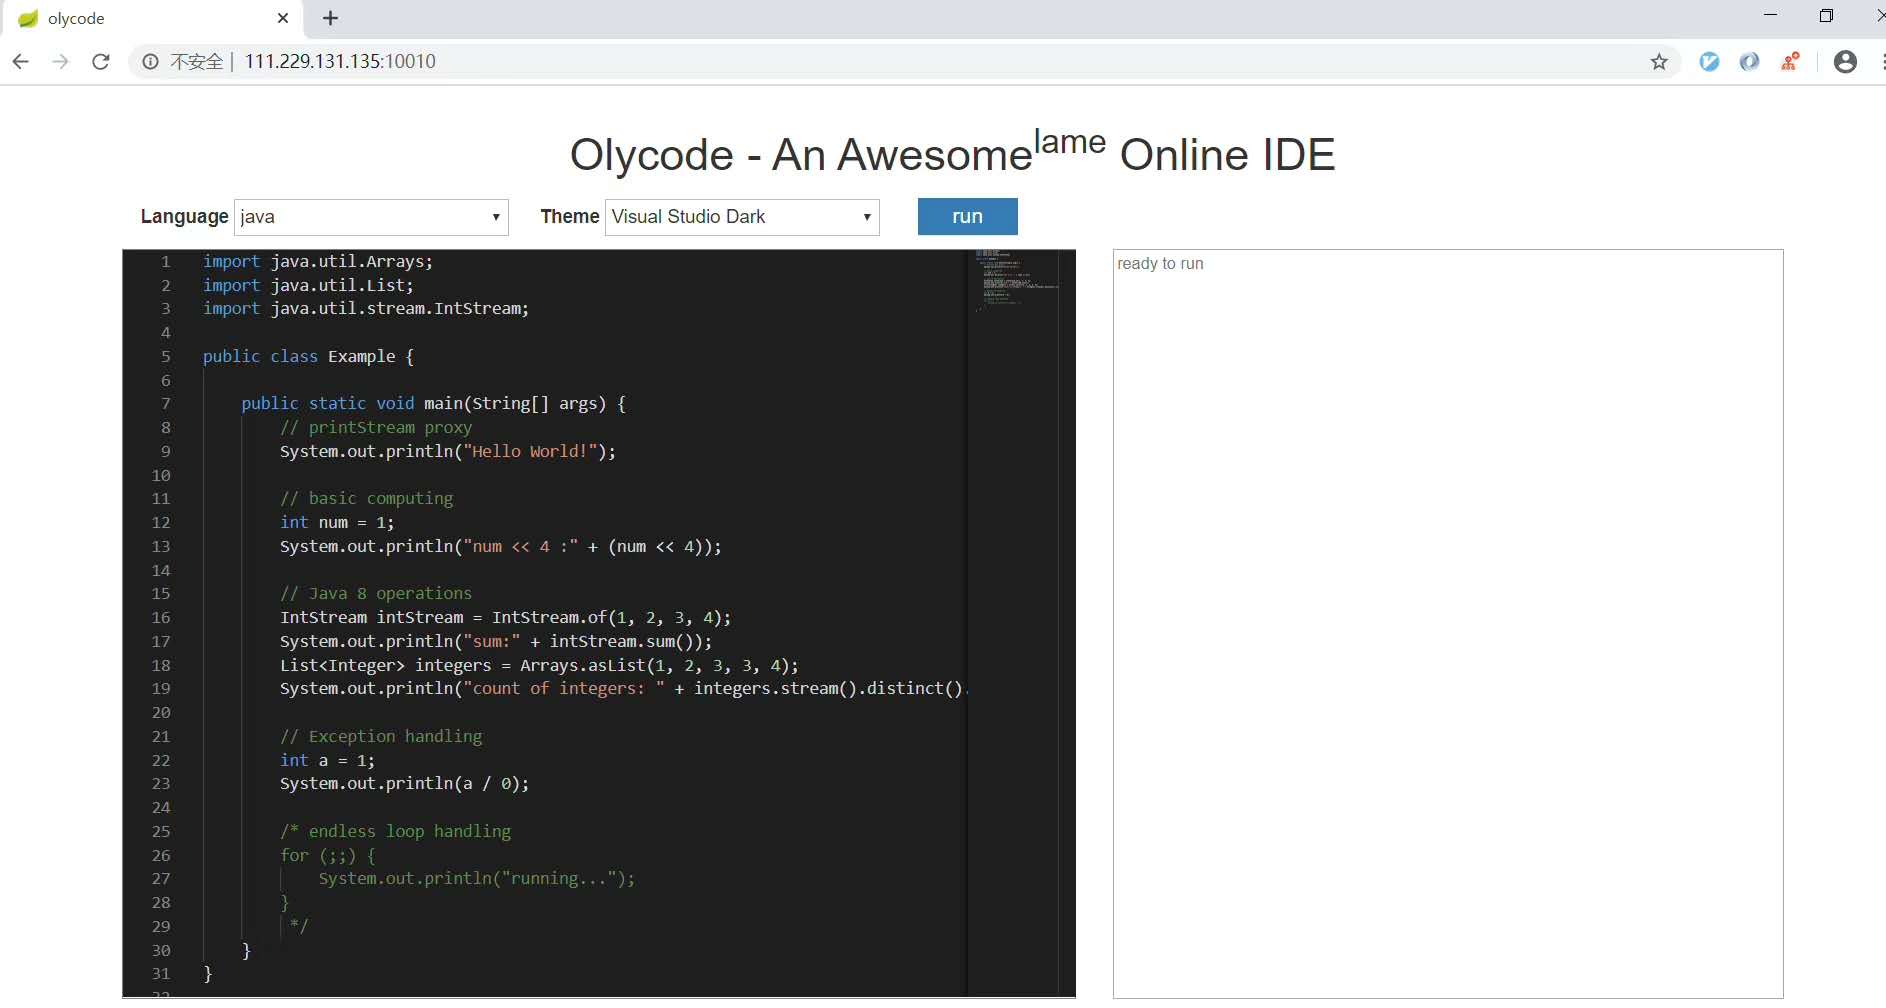 olycode
不安全 111.229.131.135:10010
Olycode - An Awesomelame Online IDE
Language java Theme Visual Studio Dark run
1 import java.util.Arrays;
2 import java.util.List;
3 import java.util.stream.IntStream;
4
5 public class Example {
6
7 public static void main(String[] args) {
8 // printStream proxy
9 System.out.println("Hello World!");
10
11 // basic computing
12 int num = 1;
13 System.out.println("num << 4 :" + (num << 4));
14
15 // Java 8 operations
16 IntStream intStream = IntStream.of(1, 2, 3, 4);
17 System.out.println("sum:" + intStream.sum());
18 List<Integer> integers = Arrays.asList(1, 2, 3, 3, 4);
19 System.out.println("count of integers: " + integers.stream().distinct().
20
21 // Exception handling
22 int a = 1;
23 System.out.println(a / 0);
24
25 /* endless loop handling
26 for (;;) {
27 System.out.println("running...");
28 }
29 */
30 }
31 }
32
ready to run